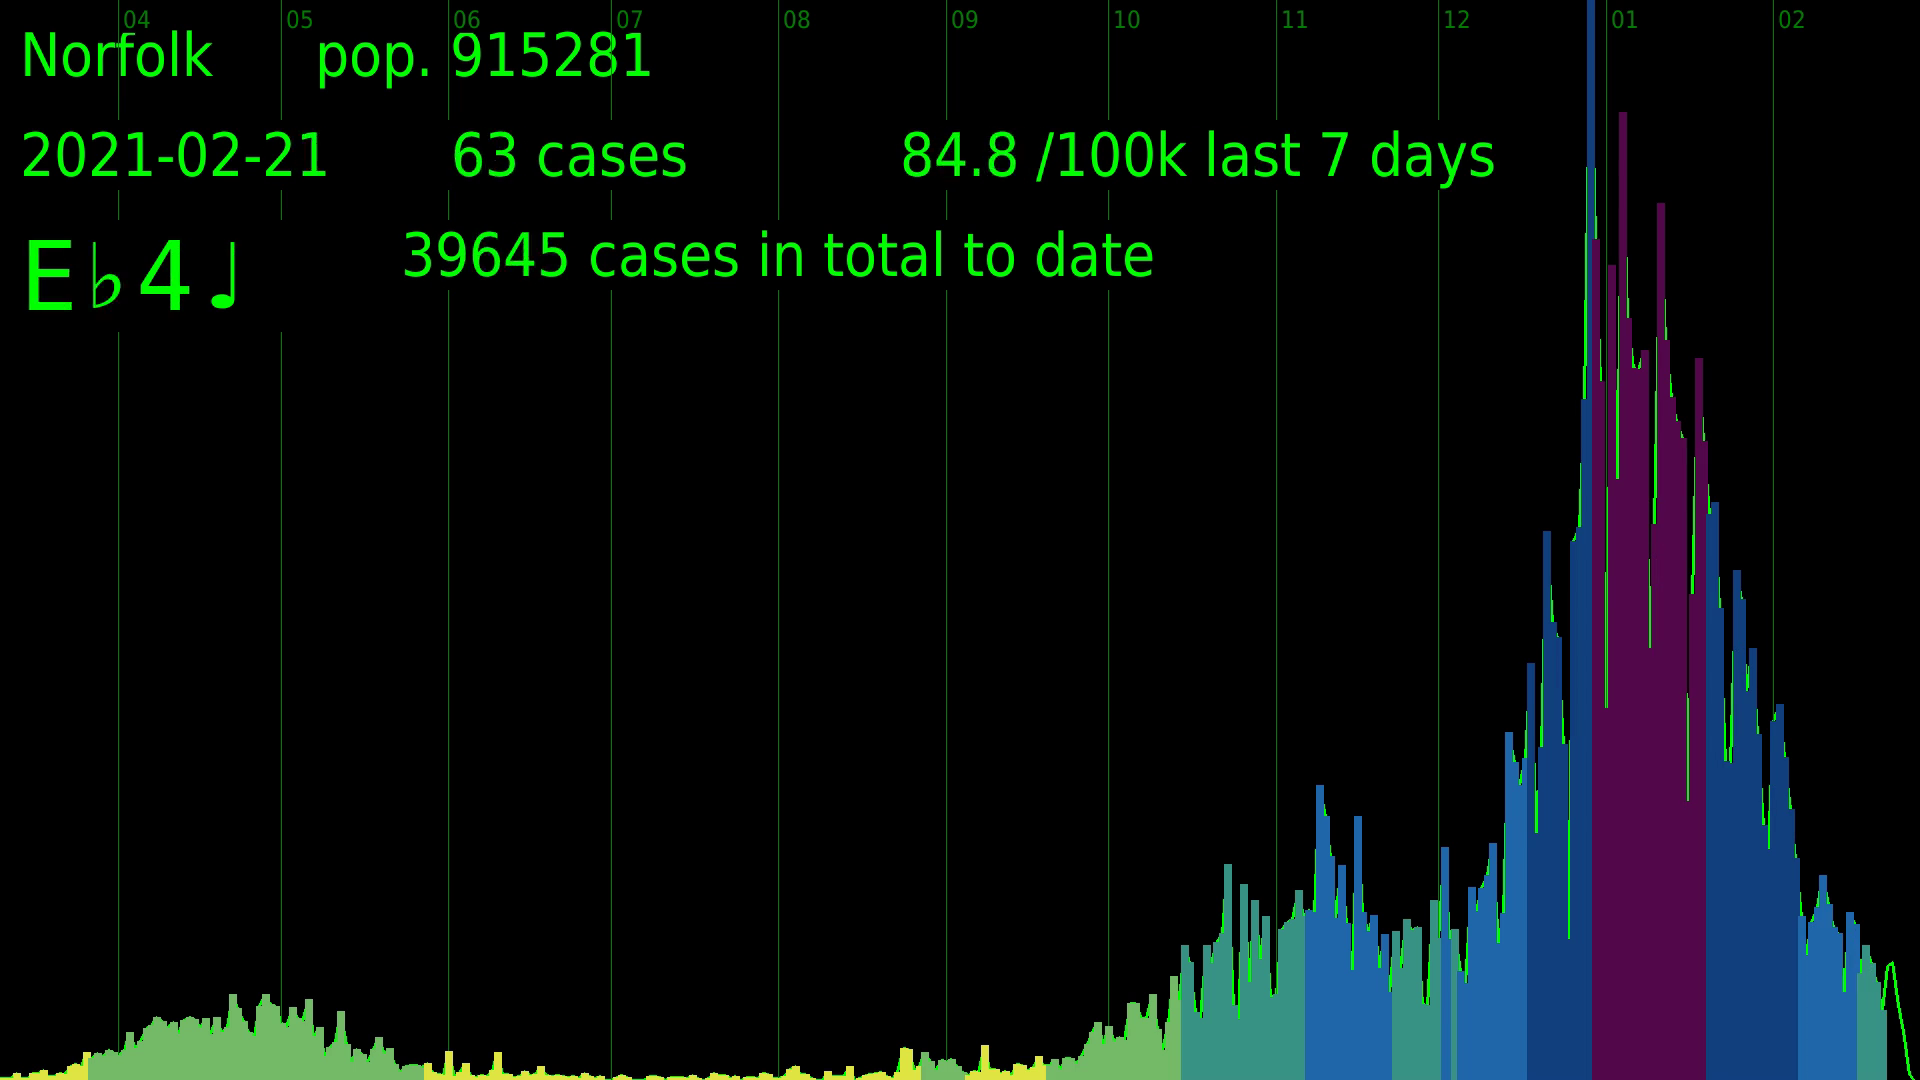 04 05 06 07 08 09 10 11 12 01 02
Norfolk pop. 915281
2021-02-21 63 cases 84.8 /100k last 7 days
E♭4♩ 39645 cases in total to date